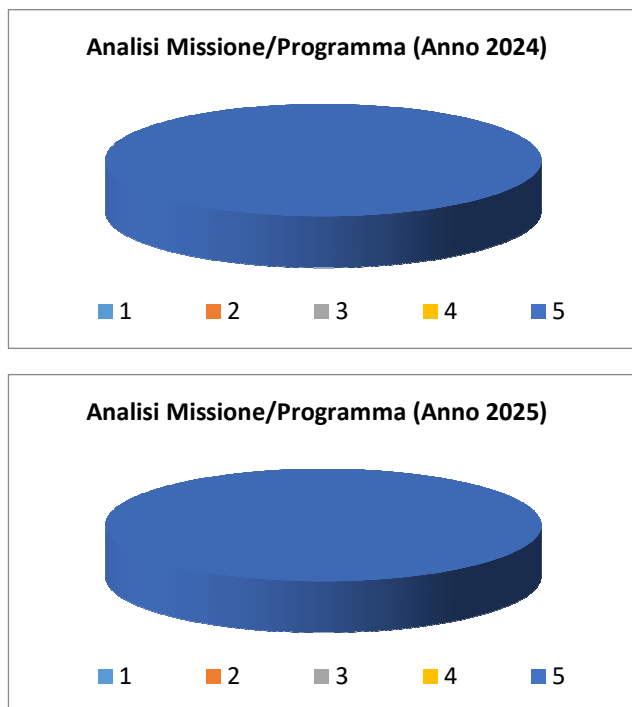 Analisi Missione/Programma (Anno 2024)
1 2 3 4 5
Analisi Missione/Programma (Anno 2025)
1 2 3 4 5